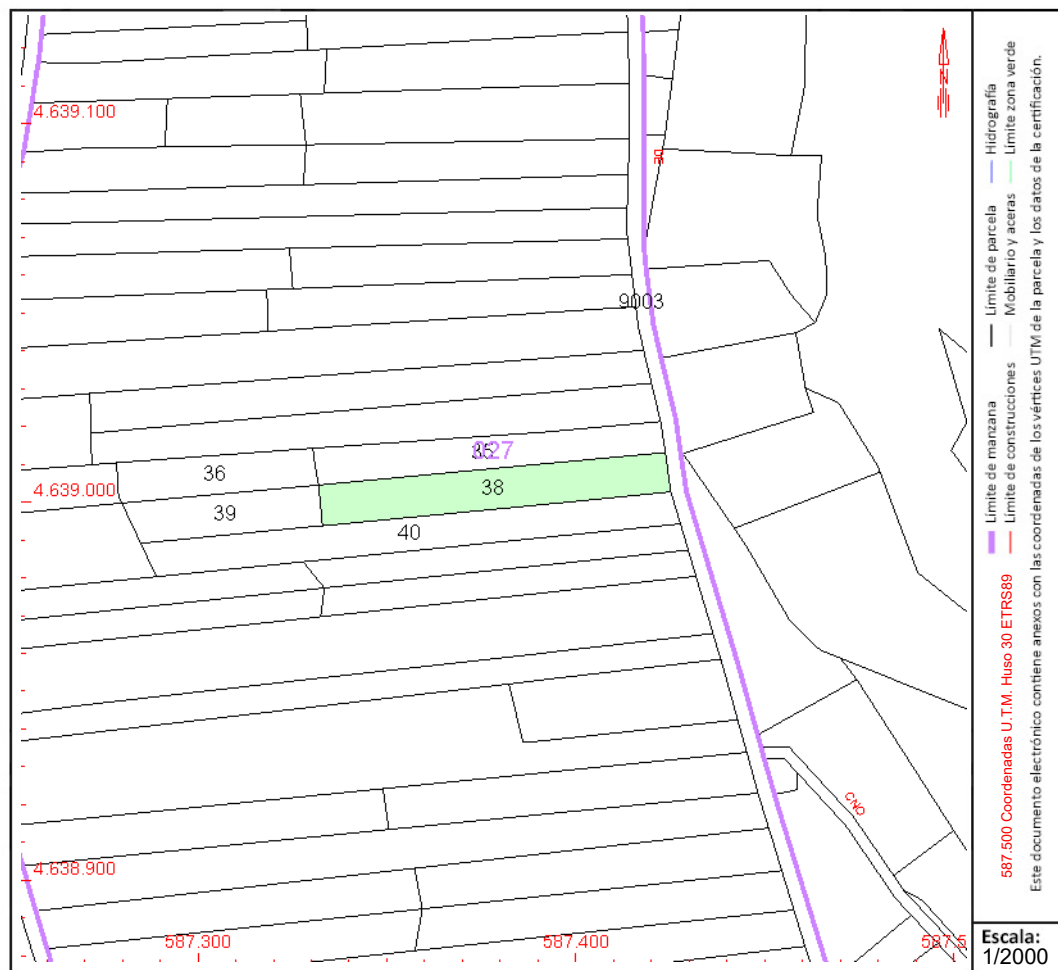 4.639.100
N
DE
9003
35
027
36
38
4.639.000
39
40
CNO
4.638.900
587.300
587.400
587.5
Límite de manzana
Límite de parcela
Hidrografía
Límite de construcciones
Mobiliario y aceras
Límite zona verde
587.500 Coordenadas U.T.M. Huso 30 ETRS89
Este documento electrónico contiene anexos con las coordenadas de los vértices UTM de la parcela y los datos de la certificación.
Escala:
1/2000